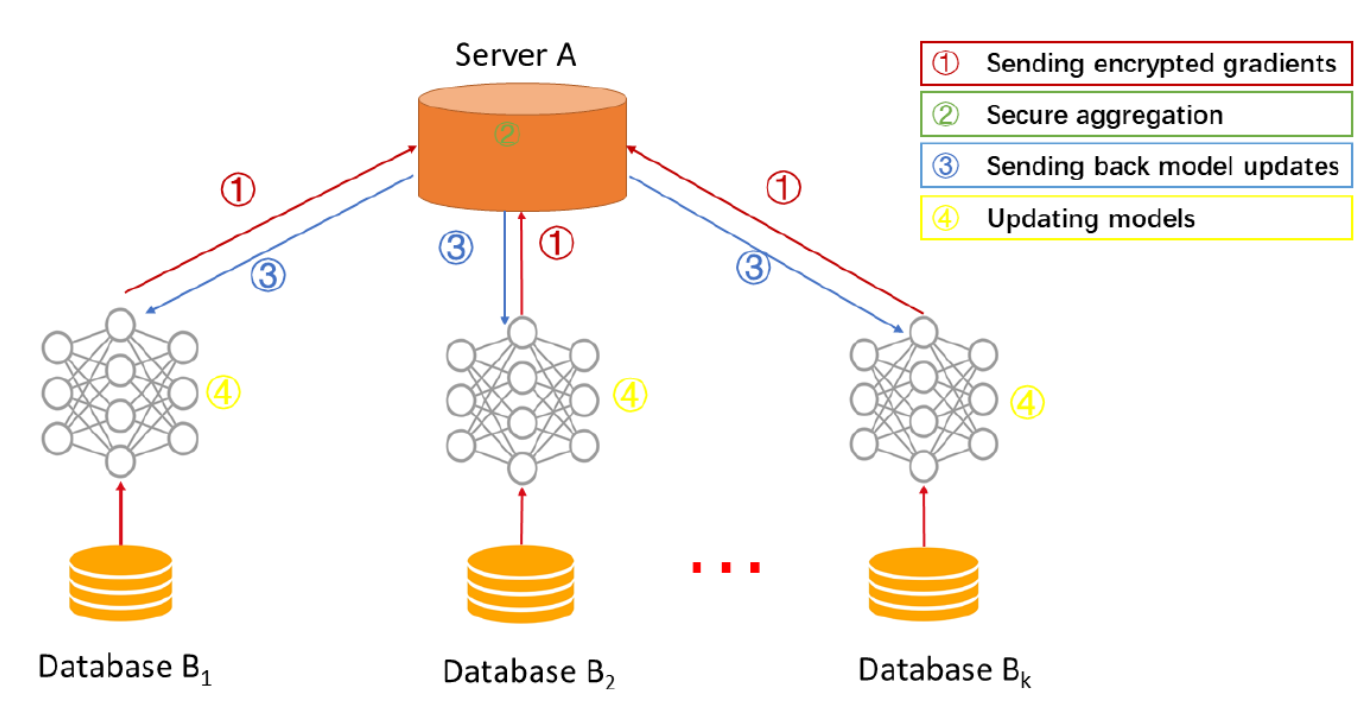 Server A
① Sending encrypted gradients
② Secure aggregation
③ Sending back model updates
④ Updating models
②
①
①
③
①
③
③
④
④
④
...
Database B₁
Database B₂
Database Bₖ